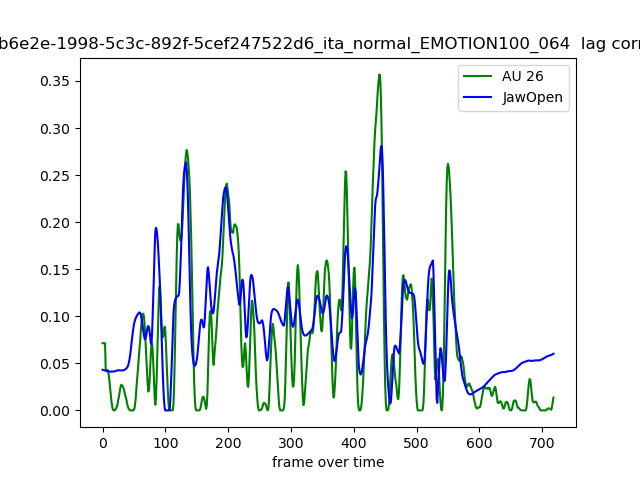 b6e2e-1998-5c3c-892f-5cef247522d6_ita_normal_EMOTION100_064 lag corr
AU 26
JawOpen
0.35
0.30
0.25
0.20
0.15
0.10
0.05
0.00
0 100 200 300 400 500 600 700
frame over time